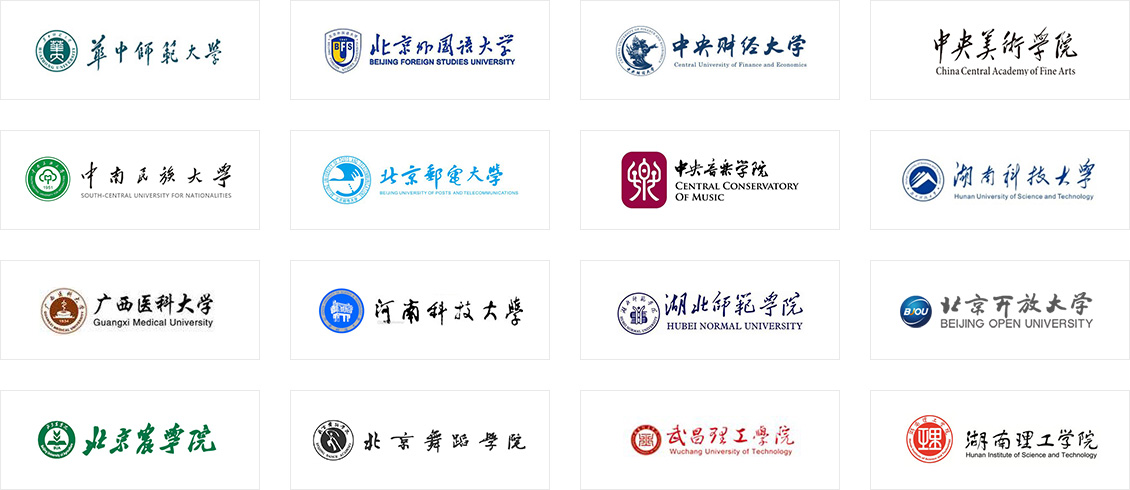 華中师範大學
北京外國语大学
BEIJING FOREIGN STUDIES UNIVERSITY
中央财经大学
Central University of Finance and Economics
中央美術學院
China Central Academy of Fine Arts
中南民族大學
1951
SOUTH-CENTRAL UNIVERSITY FOR NATIONALITIES
北京郵電大學
BEIJING UNIVERSITY OF POSTS AND TELECOMMUNICATIONS
中央音樂学院
CENTRAL CONSERVATORY
OF MUSIC
湖南科技大学
Hunan University of Science and Technology
广西医科大学
1934
Guangxi Medical University
河南科技大學
湖北师範學院
HUBEI NORMAL UNIVERSITY
BJOU
北京开放大学
BEIJING OPEN UNIVERSITY
北京農學院
北京舞蹈學院
武昌理工學院
Wuchang University of Technology
湖南理工学院
Hunan Institute of Science and Technology